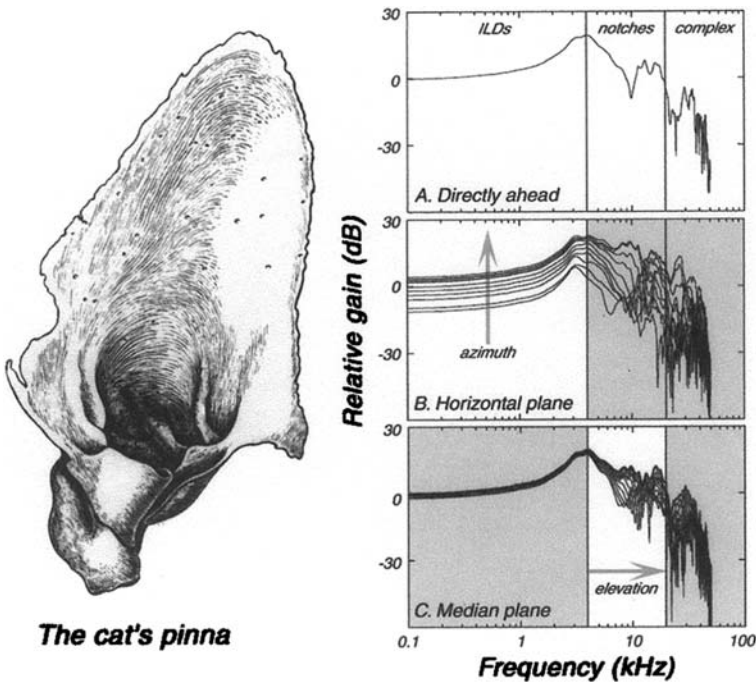 The cat's pinna
Relative gain (dB)
30
0
-30
ILDs
notches
complex
A. Directly ahead
30
0
-30
azimuth
B. Horizontal plane
0
-30
elevation
C. Median plane
0.1
1
10
100
Frequency (kHz)